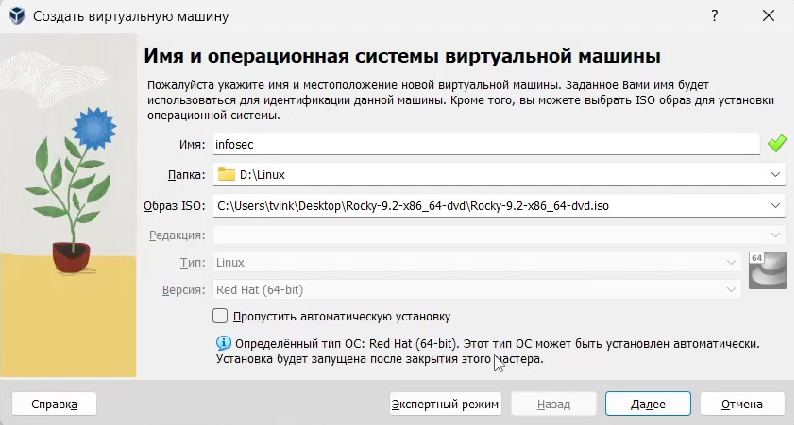 Создать виртуальную машину
?
Имя и операционная системы виртуальной машины
Пожалуйста укажите имя и местоположение новой виртуальной машины. Заданное Вами имя будет
использоваться для идентификации данной машины. Кроме того, вы можете выбрать ISO образ для установки
операционной системы.
Имя: infosec
Папка: D:\Linux
Образ ISO: C:\Users\tvink\Desktop\Rocky-9.2-x86_64-dvd\Rocky-9.2-x86_64-dvd.iso
Редакция:
Тип: Linux
64
Версия: Red Hat (64-bit)
Пропустить автоматическую установку
Определённый тип ОС: Red Hat (64-bit). Этот тип ОС может быть установлен автоматически.
Установка будет запущена после закрытия этого мастера.
Справка Экспертный режим Назад Далее Отмена